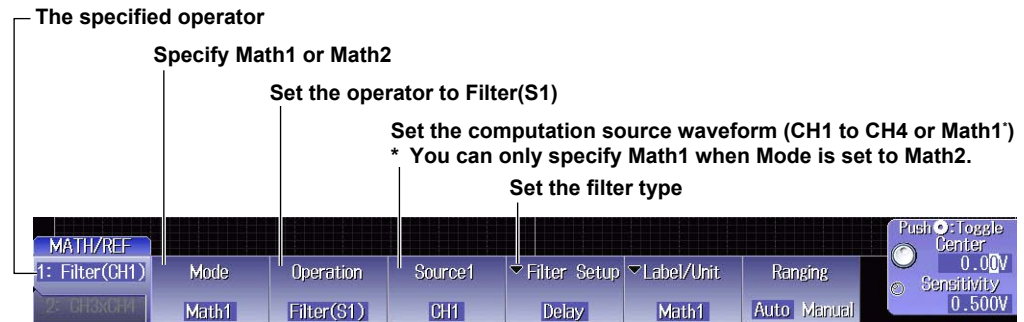 The specified operator
Specify Math1 or Math2
Set the operator to Filter(S1)
Set the computation source waveform (CH1 to CH4 or Math1*)
* You can only specify Math1 when Mode is set to Math2.
Set the filter type
MATH/REF
1: Filter(CH1)
2: CH3xCH4
Mode
Math1
Operation
Filter(S1)
Source1
CH1
Filter Setup
Delay
Label/Unit
Math1
Ranging
Auto Manual
Push :Toggle
Center
0.00V
Sensitivity
0.500V